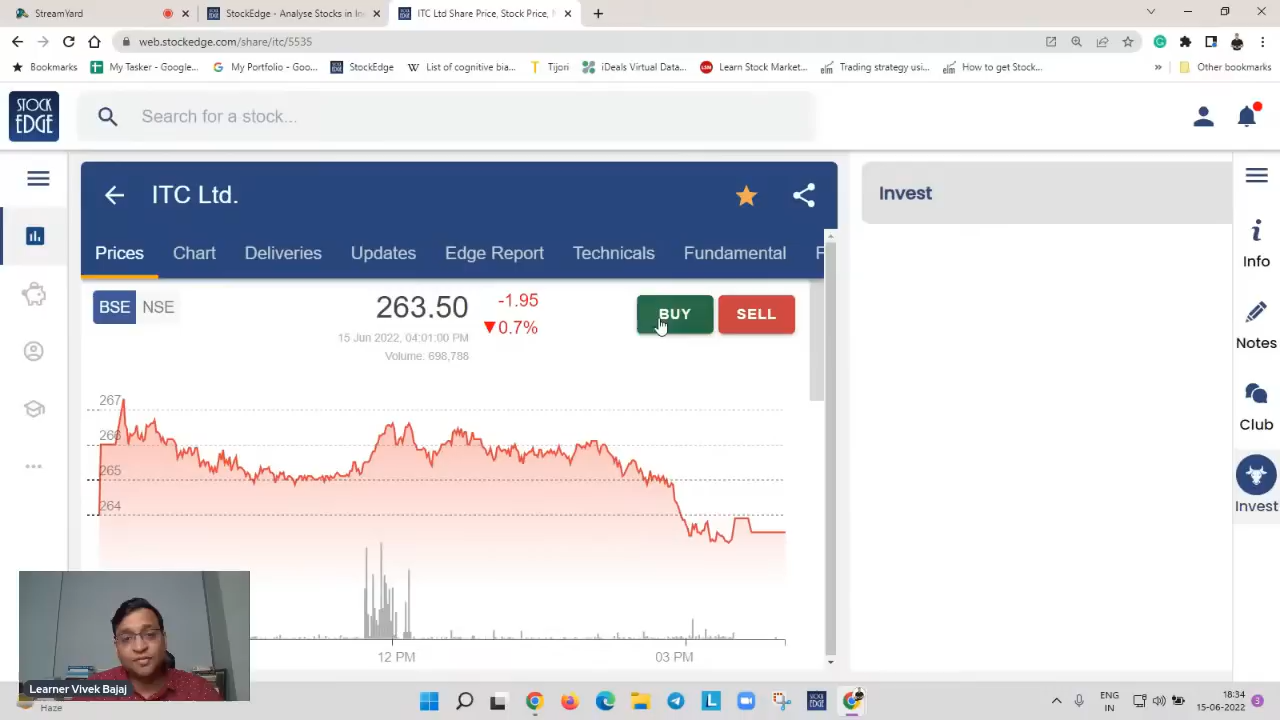 StreamYard
StockEdge - Analyse Stocks in In
ITC Ltd Share Price, Stock Price, I
web.stockedge.com/share/itc/5535
Bookmarks
My Tasker - Google...
My Portfolio - Goo...
StockEdge
List of cognitive bia...
Tijori
iDeals Virtual Data...
Learn Stock Market...
Trading strategy usi...
How to get Stock...
»
Other bookmarks
STOCK
EDGE
Search for a stock...
ITC Ltd.
Invest
Prices
Chart
Deliveries
Updates
Edge Report
Technicals
Fundamental
F
Info
BSE
NSE
263.50
-1.95
▼0.7%
15 Jun 2022, 04:01:00 PM
Volume: 698,788
BUY
SELL
Notes
267
266
265
264
Club
Invest
12 PM
03 PM
Learner Vivek Bajaj
Haze
ENG
IN
18:34
15-06-2022
3